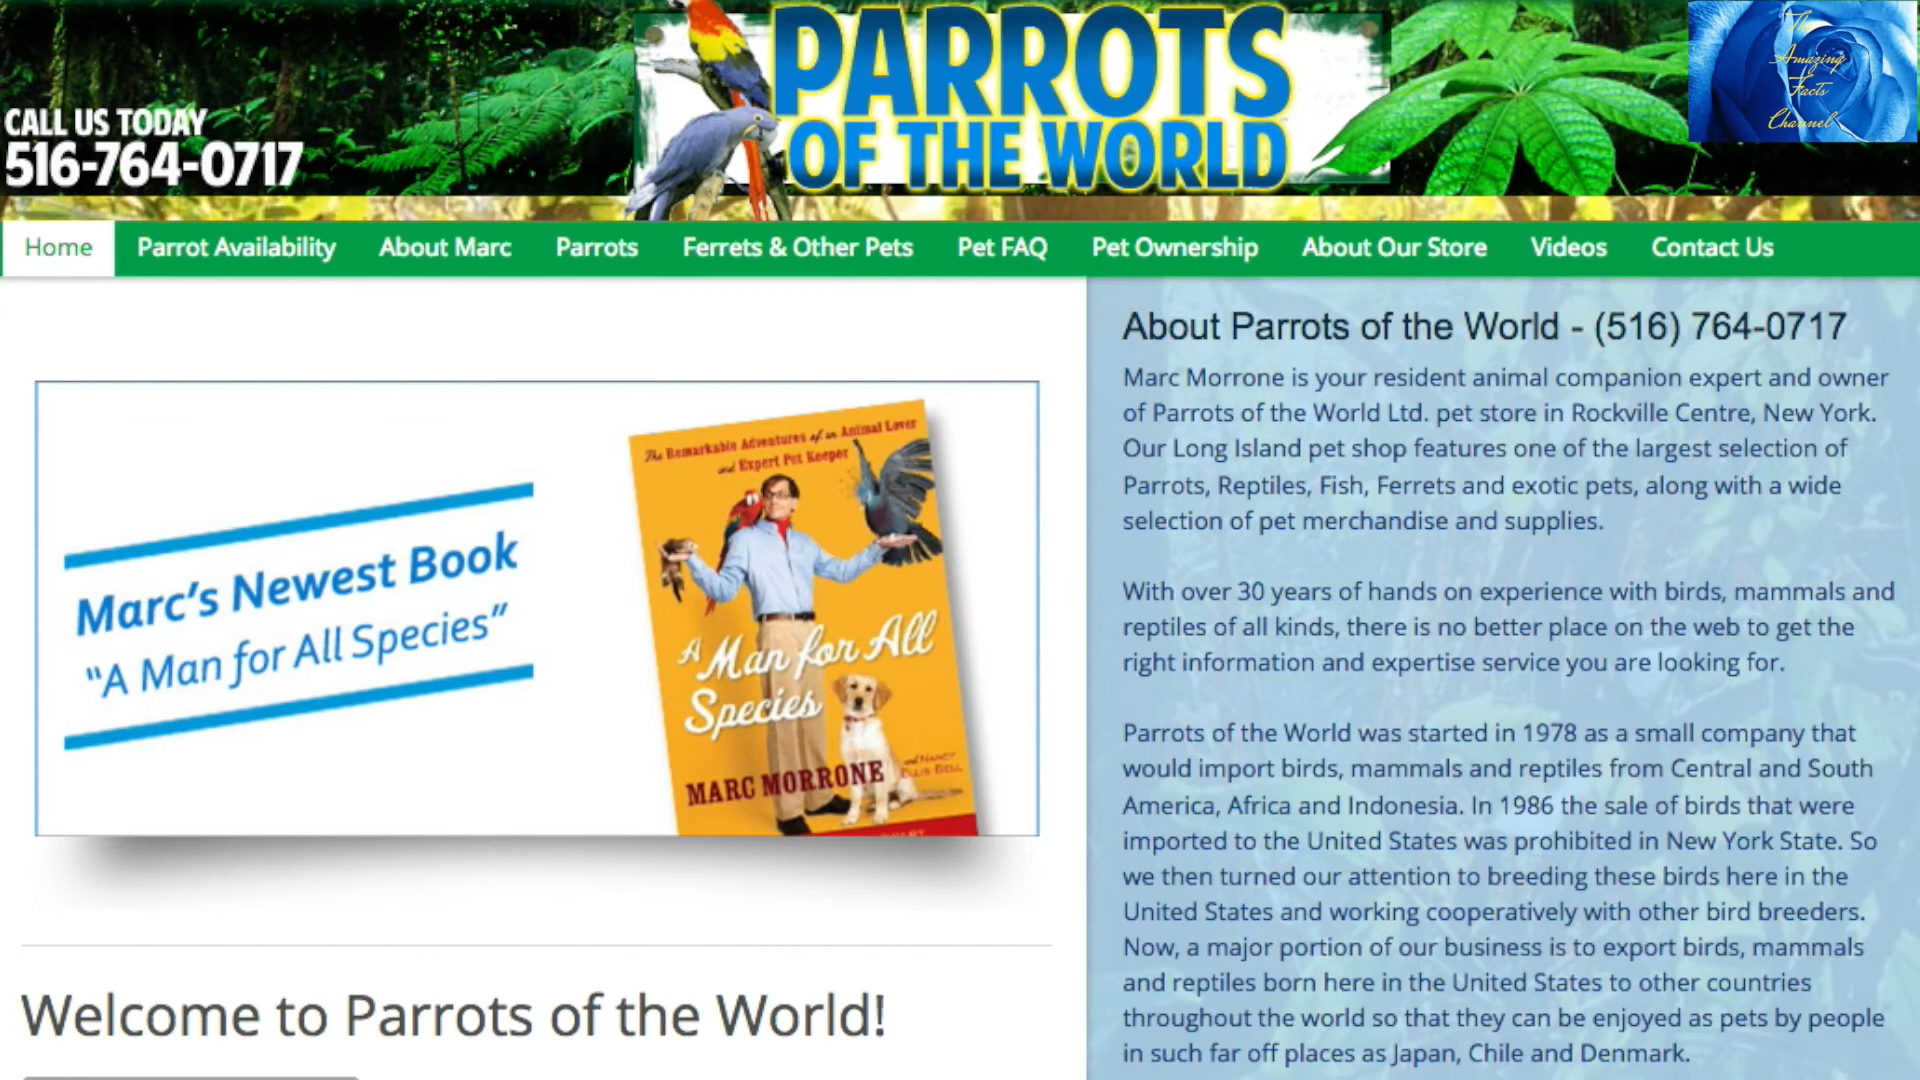 PARROTS
OF THE WORLD
The
Amazing
Facts
Channel
CALL US TODAY
516-764-0717
Home
Parrot Availability
About Marc
Parrots
Ferrets & Other Pets
Pet FAQ
Pet Ownership
About Our Store
Videos
Contact Us
Marc's Newest Book
"A Man for All Species"
The Remarkable Adventures of an Animal Lover
and Expert Pet Keeper
A Man for All
Species
MARC MORRONE
and NANCY
ELLIS-BELL
Welcome to Parrots of the World!
About Parrots of the World - (516) 764-0717
Marc Morrone is your resident animal companion expert and owner
of Parrots of the World Ltd. pet store in Rockville Centre, New York.
Our Long Island pet shop features one of the largest selection of
Parrots, Reptiles, Fish, Ferrets and exotic pets, along with a wide
selection of pet merchandise and supplies.
With over 30 years of hands on experience with birds, mammals and
reptiles of all kinds, there is no better place on the web to get the
right information and expertise service you are looking for.
Parrots of the World was started in 1978 as a small company that
would import birds, mammals and reptiles from Central and South
America, Africa and Indonesia. In 1986 the sale of birds that were
imported to the United States was prohibited in New York State. So
we then turned our attention to breeding these birds here in the
United States and working cooperatively with other bird breeders.
Now, a major portion of our business is to export birds, mammals
and reptiles born here in the United States to other countries
throughout the world so that they can be enjoyed as pets by people
in such far off places as Japan, Chile and Denmark.